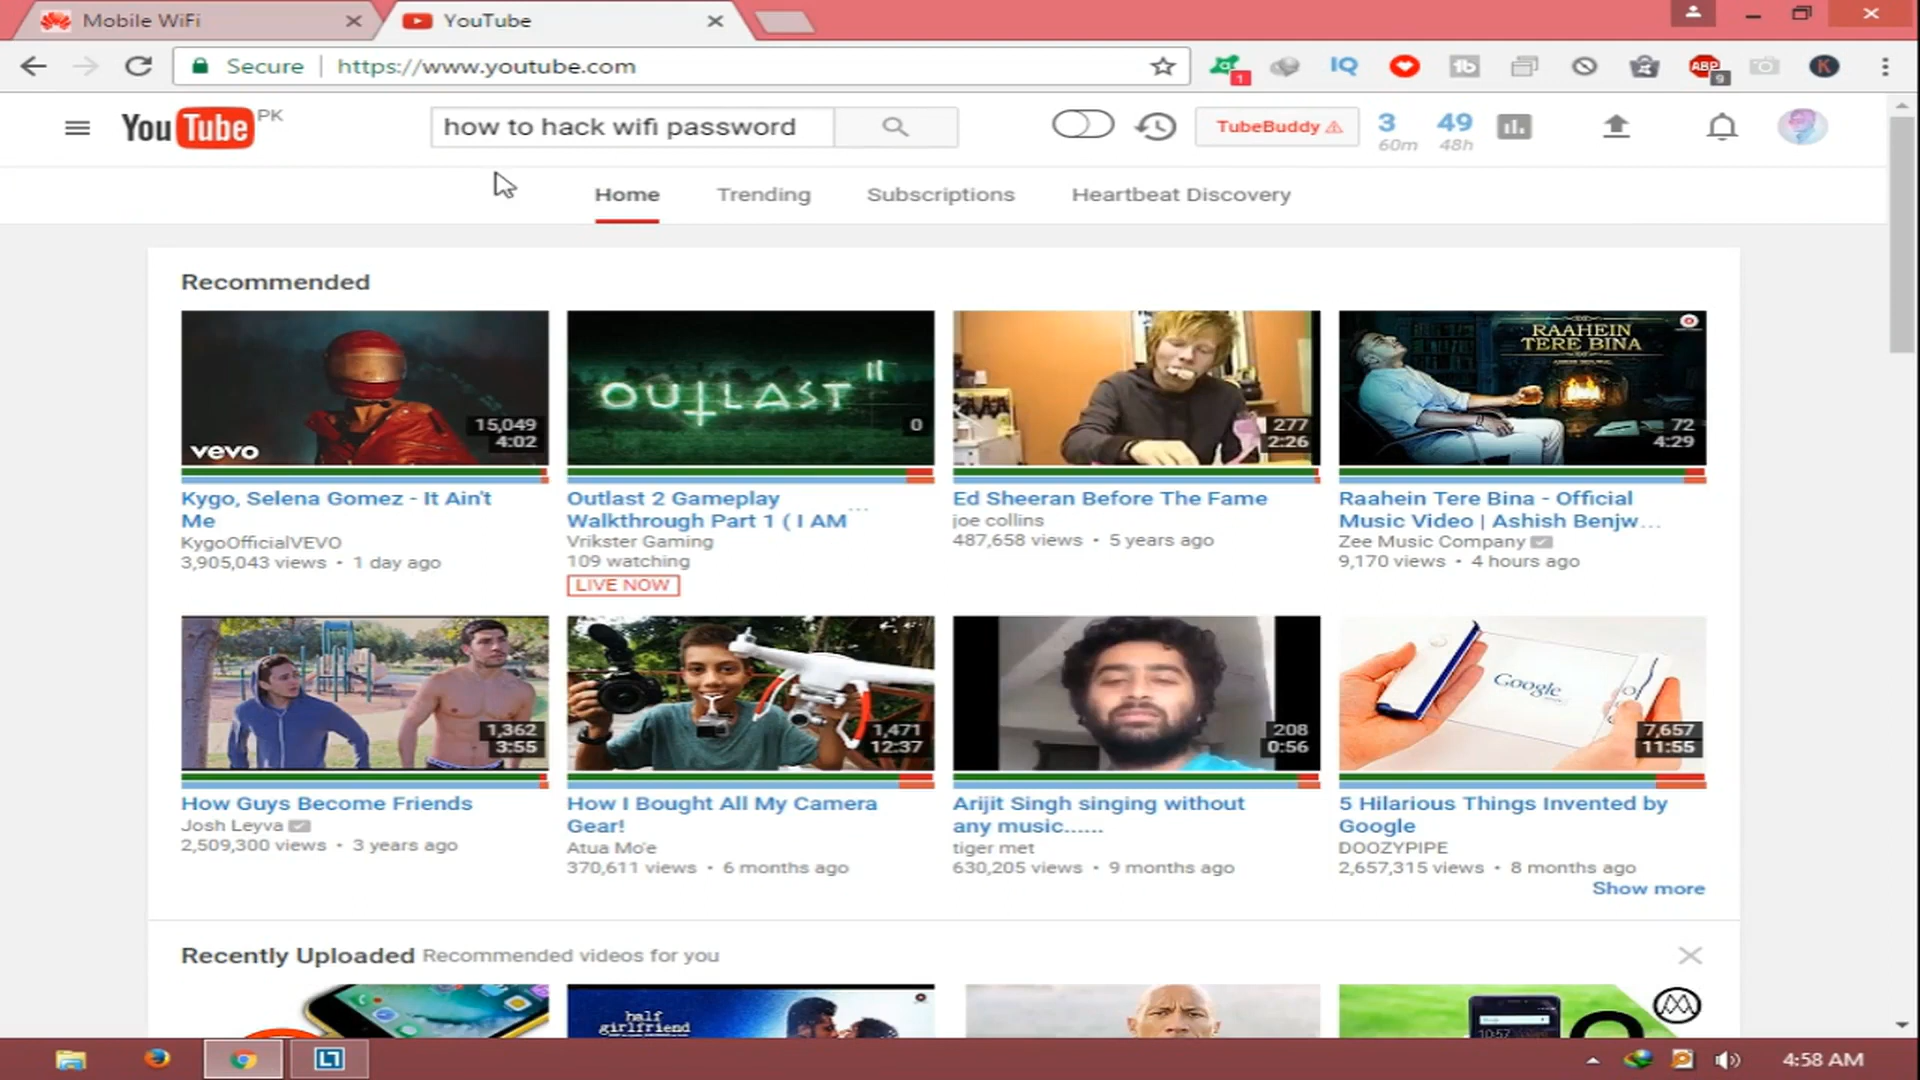 Mobile WiFi
YouTube
Secure https://www.youtube.com
1
IQ
ABP
9
K
YouTube PK
how to hack wifi password
TubeBuddy
3
60m
49
48h
Home Trending Subscriptions Heartbeat Discovery
Recommended
vevo
15,049
4:02
OUTLAST II
0
277
2:26
RAAHEIN
TERE BINA
72
4:29
Kygo, Selena Gomez - It Ain't
Me
KygoOfficialVEVO
3,905,043 views • 1 day ago
Outlast 2 Gameplay
Walkthrough Part 1 ( I AM ...
Vrikster Gaming
109 watching
LIVE NOW
Ed Sheeran Before The Fame
joe collins
487,658 views • 5 years ago
Raahein Tere Bina - Official
Music Video | Ashish Benjw...
Zee Music Company
9,170 views • 4 hours ago
1,362
3:55
1,471
12:37
208
0:56
Google
7,657
11:55
How Guys Become Friends
Josh Leyva
2,509,300 views • 3 years ago
How I Bought All My Camera
Gear!
Atua Mo'e
370,611 views • 6 months ago
Arijit Singh singing without
any music......
tiger met
630,205 views • 9 months ago
5 Hilarious Things Invented by
Google
DOOZYPIPE
2,657,315 views • 8 months ago
Show more
Recently Uploaded Recommended videos for you
half
girlfriend
10:57
4:58 AM